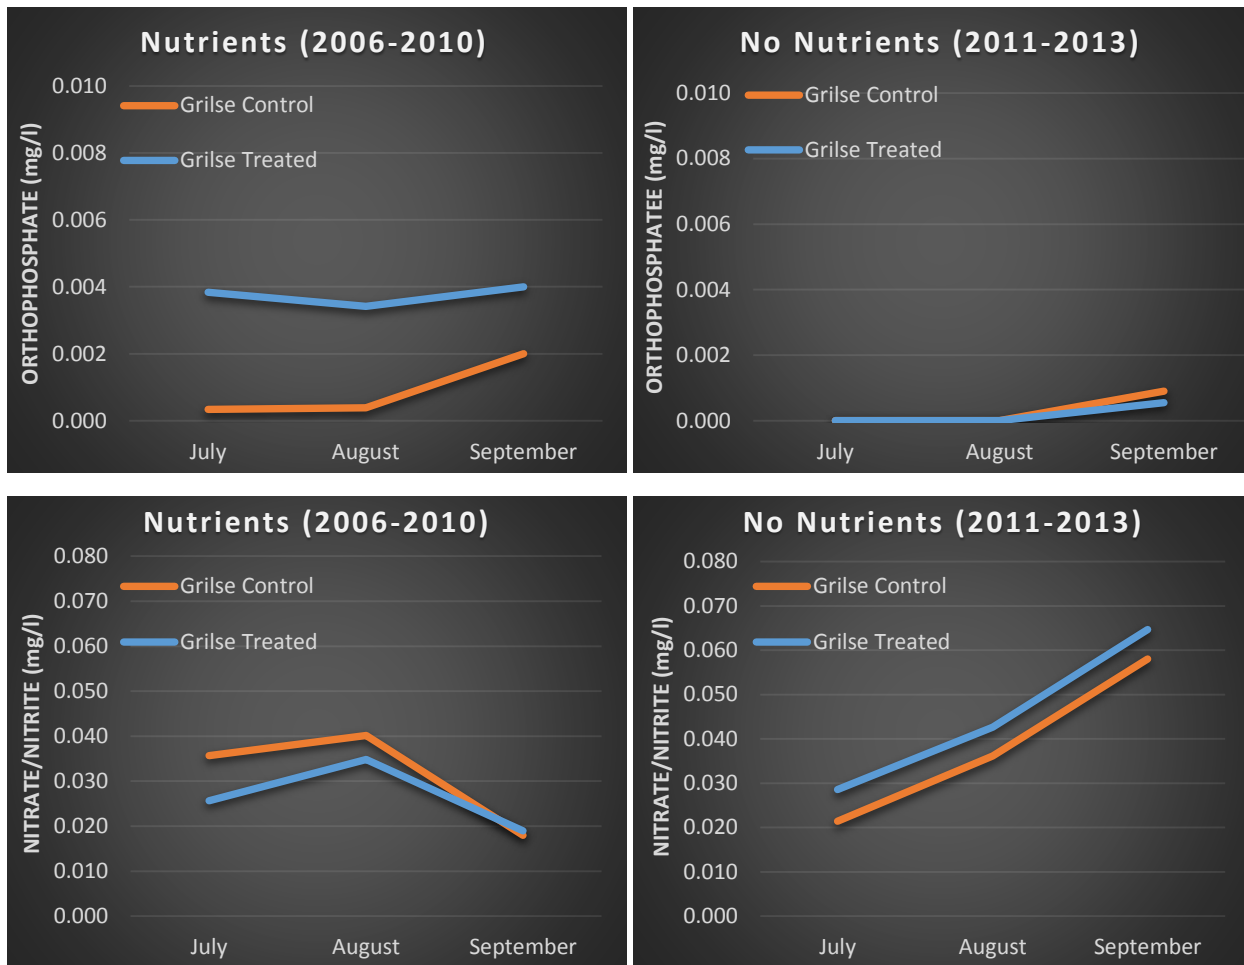 Nutrients (2006-2010)
ORTHOPHOSPHATE (mg/l)
0.010
0.008
0.006
0.004
0.002
0.000
Grilse Control
Grilse Treated
July August September
No Nutrients (2011-2013)
ORTHOPHOSPHATEE (mg/l)
0.010
0.008
0.006
0.004
0.002
0.000
Grilse Control
Grilse Treated
July August September
Nutrients (2006-2010)
NITRATE/NITRITE (mg/l)
0.080
0.070
0.060
0.050
0.040
0.030
0.020
0.010
0.000
Grilse Control
Grilse Treated
July August September
No Nutrients (2011-2013)
NITRATE/NITRITE (mg/l)
0.080
0.070
0.060
0.050
0.040
0.030
0.020
0.010
0.000
Grilse Control
Grilse Treated
July August September